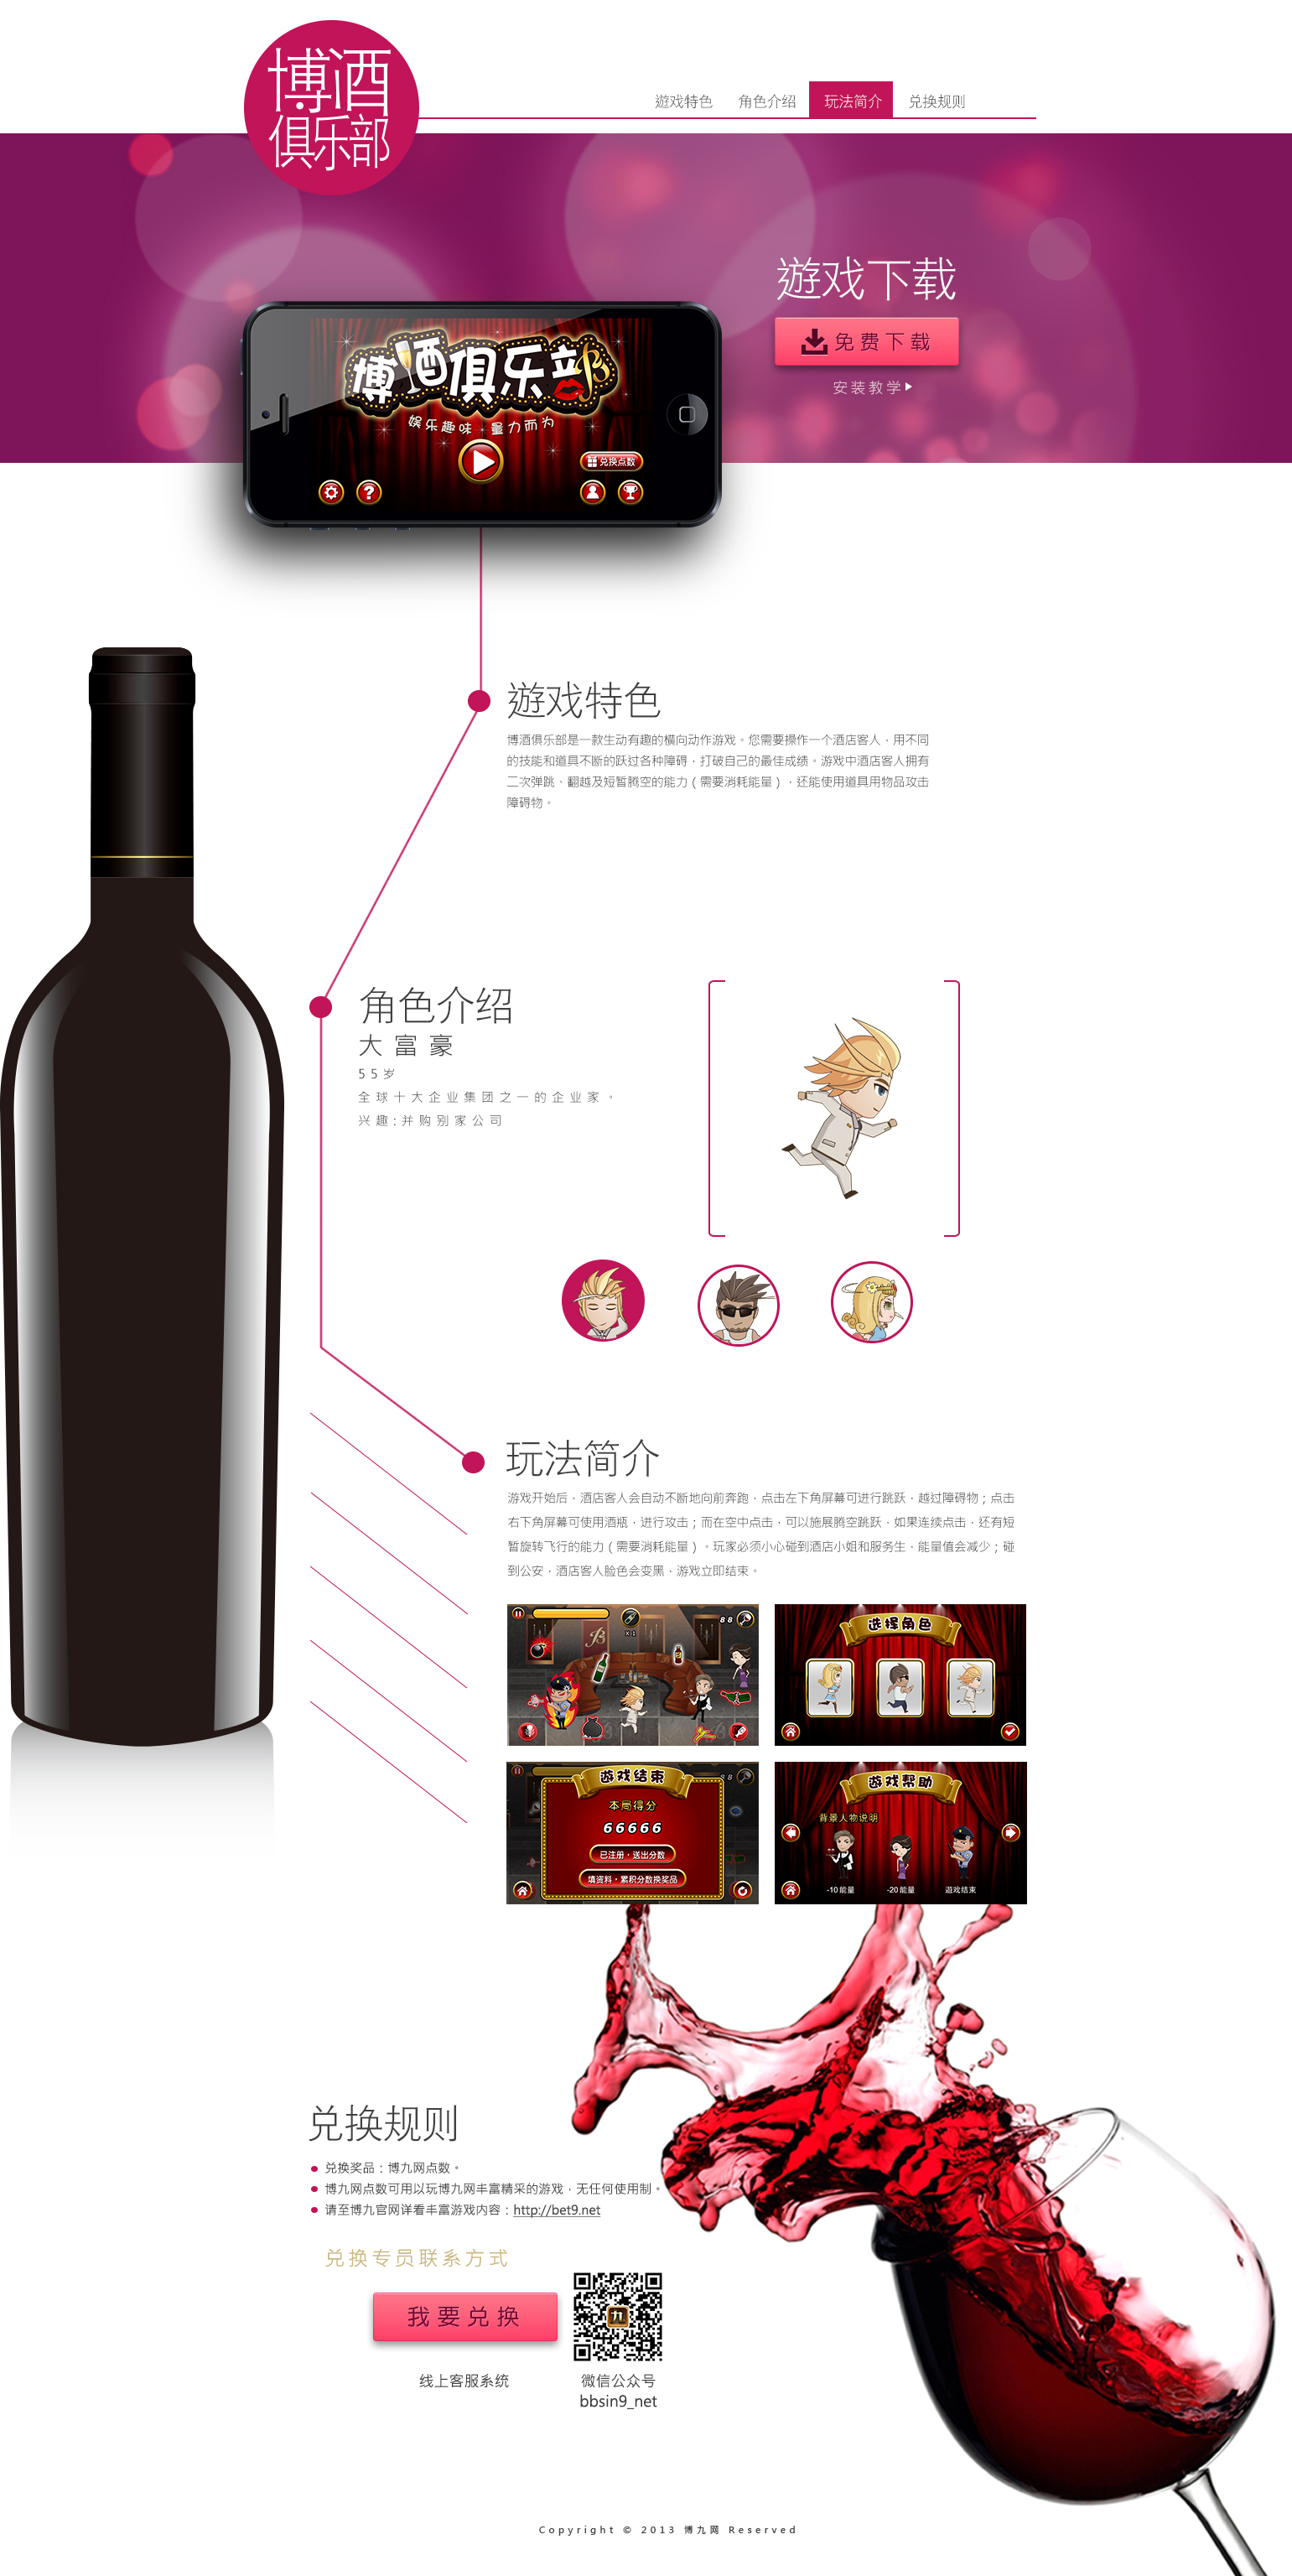 博酒
俱乐部
遊戏特色
角色介绍
玩法简介
兑换规则
博酒俱乐部
娱乐趣味·量力而为
兑换点数
遊戏下载
免费下载
安装教学
遊戏特色
博酒俱乐部是一款生动有趣的横向动作游戏。您需要操作一个酒店客人，用不同
的技能和道具不断的跃过各种障碍，打破自己的最佳成绩。游戏中酒店客人拥有
二次弹跳、翻越及短暂腾空的能力（需要消耗能量），还能使用道具用物品攻击
障碍物。
角色介绍
大富豪
55岁
全球十大企业集团之一的企业家。
兴趣:并购别家公司
玩法简介
游戏开始后，酒店客人会自动不断地向前奔跑，点击左下角屏幕可进行跳跃，越过障碍物；点击
右下角屏幕可使用酒瓶，进行攻击；而在空中点击，可以施展腾空跳跃，如果连续点击，还有短
暂旋转飞行的能力（需要消耗能量）。玩家必须小心碰到酒店小姐和服务生，能量值会减少；碰
到公安，酒店客人脸色会变黑，游戏立即结束。
X1
88
选择角色
遊戏结束
88
本局得分
66666
已注册，送出分数
填资料，累积分数换奖品
遊戏帮助
背景人物说明
-10能量
-20能量
遊戏结束
兑换规则
兑换奖品：博九网点数。
博九网点数可用以玩博九网丰富精采的游戏，无任何使用制。
请至博九官网详看丰富游戏内容：http://bet9.net
兑换专员联系方式
我要兑换
线上客服系统
微信公众号
bbsin9_net
Copyright © 2013 博九网 Reserved